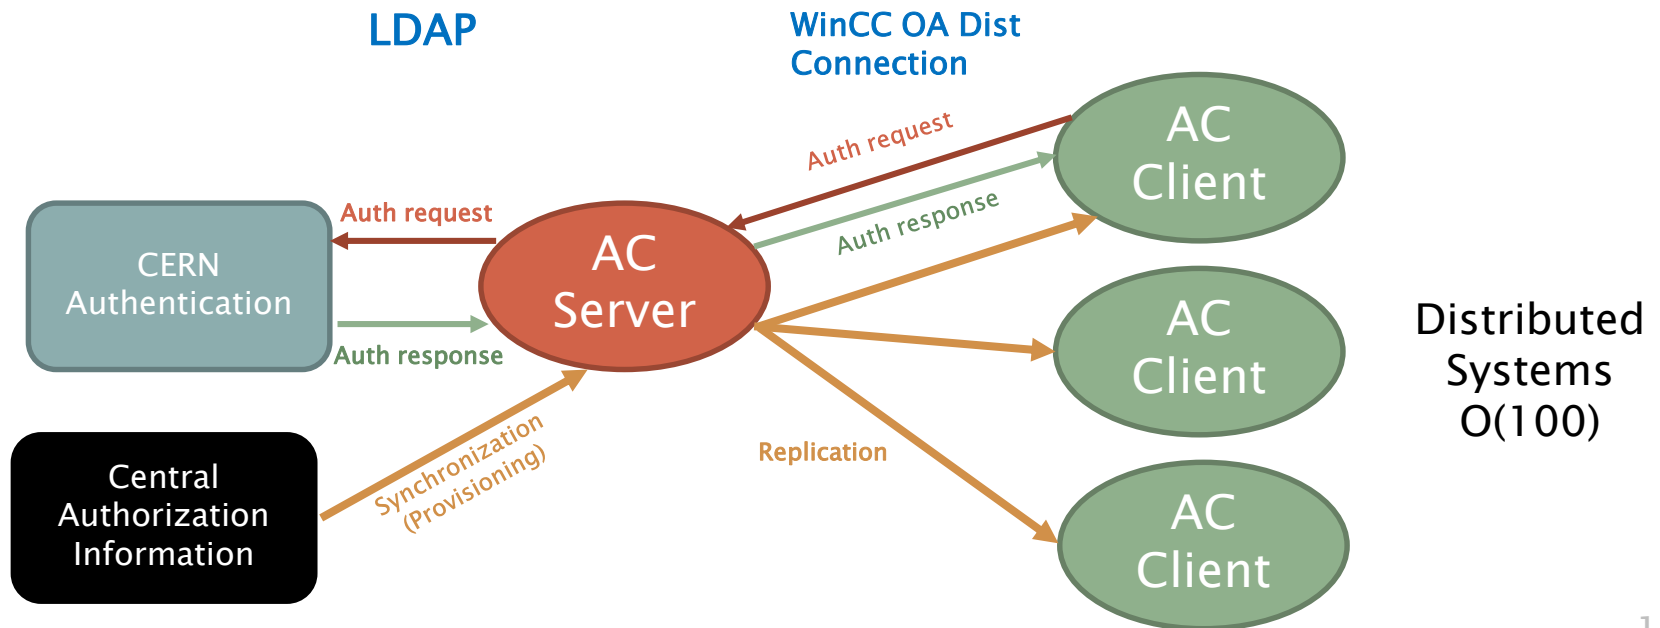 LDAP
WinCC OA Dist
Connection
AC
Client
Auth request
Auth response
Auth request
CERN
Authentication
AC
Server
Auth response
AC
Client
Distributed
Systems
O(100)
Synchronization
(Provisioning)
Replication
Central
Authorization
Information
AC
Client
1